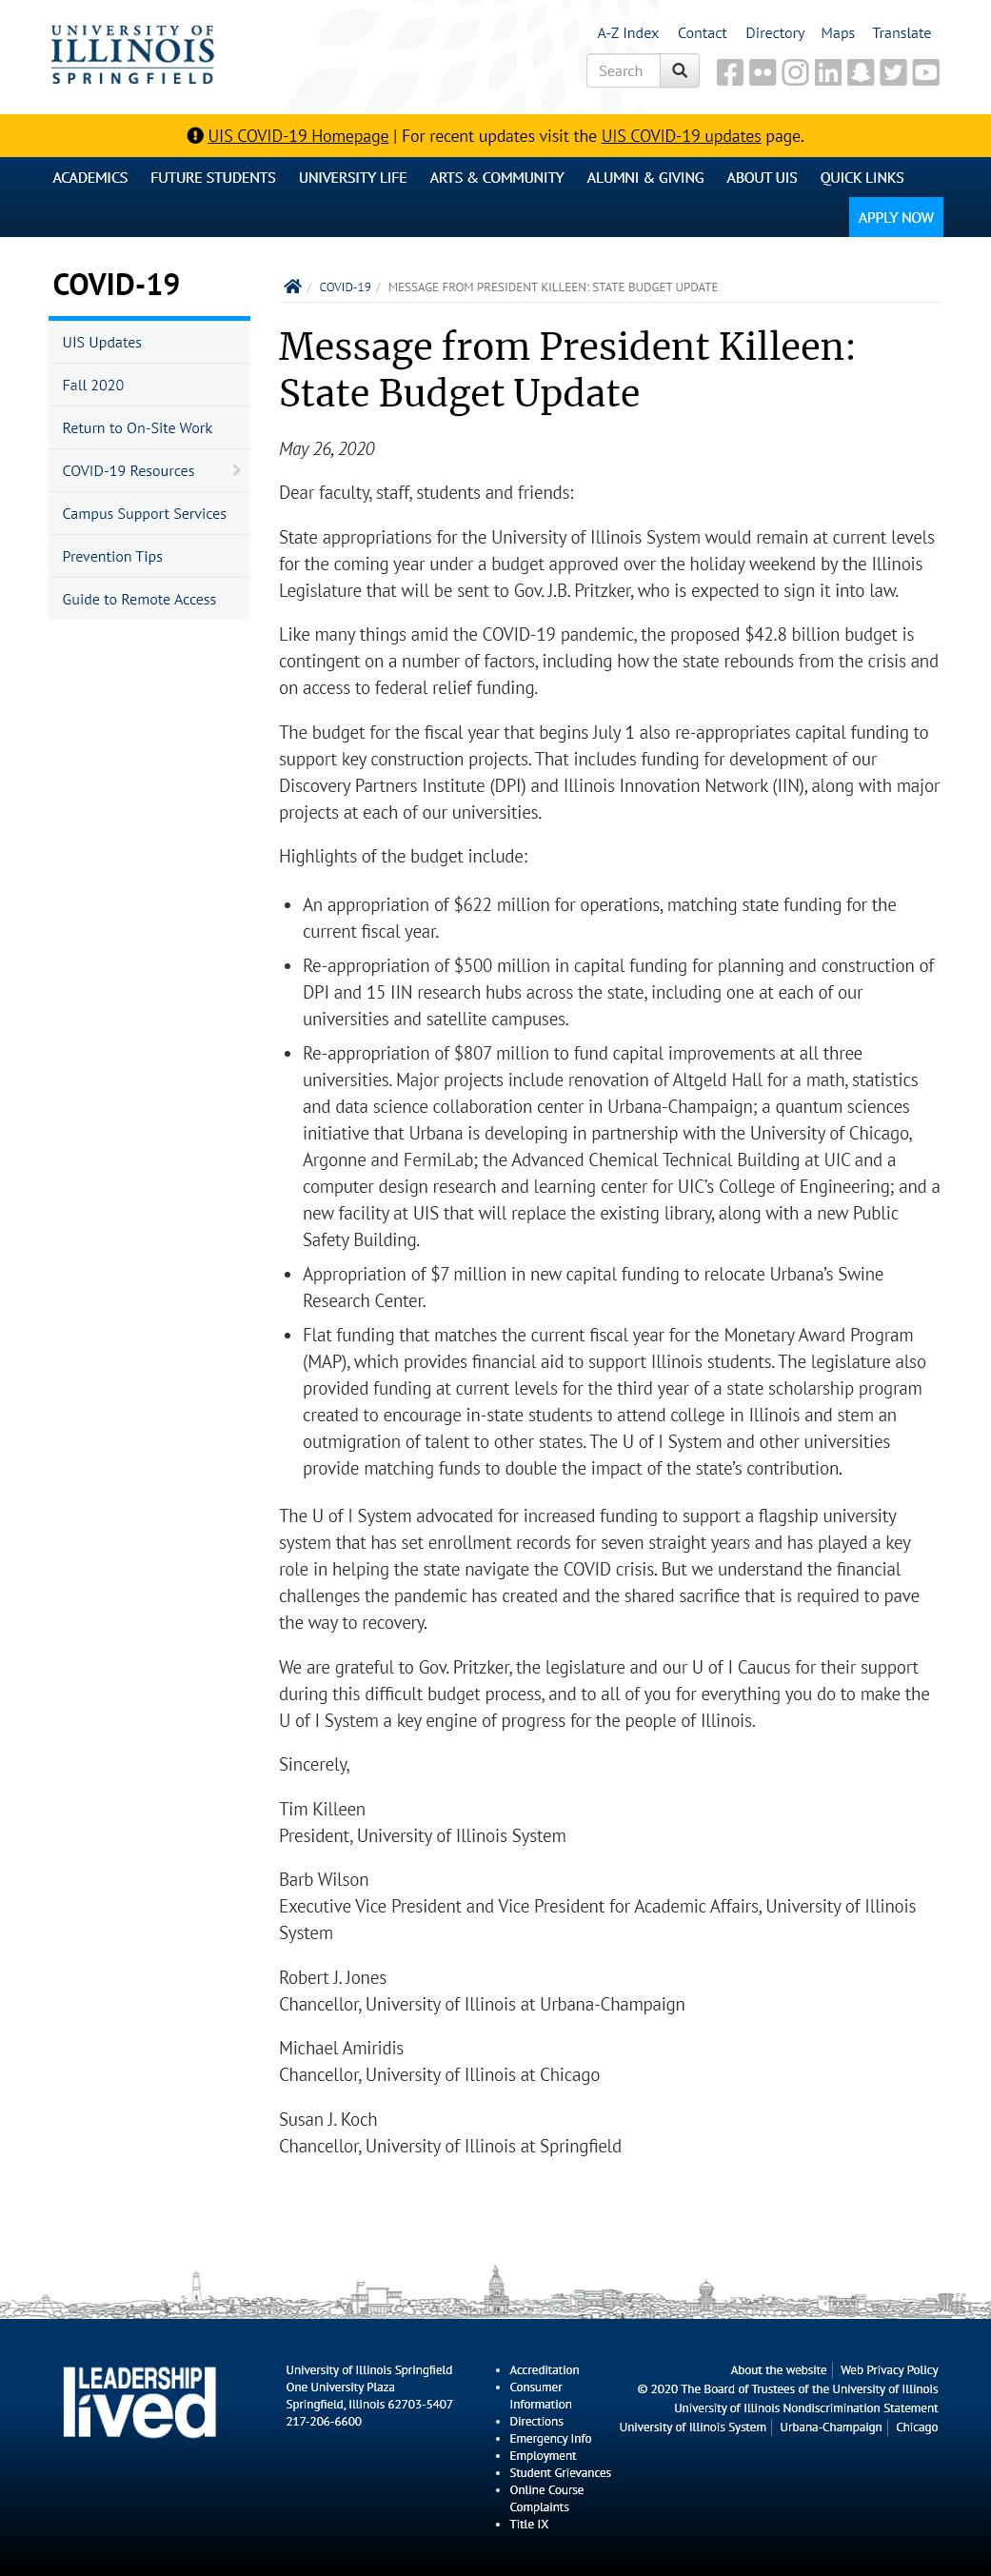 UNIVERSITY OF
ILLINOIS
SPRINGFIELD
A-Z Index Contact Directory Maps Translate
Search
UIS COVID-19 Homepage | For recent updates visit the UIS COVID-19 updates page.
ACADEMICS FUTURE STUDENTS UNIVERSITY LIFE ARTS & COMMUNITY ALUMNI & GIVING ABOUT UIS QUICK LINKS
APPLY NOW
COVID-19
UIS Updates
Fall 2020
Return to On-Site Work
COVID-19 Resources
Campus Support Services
Prevention Tips
Guide to Remote Access
/ COVID-19 / MESSAGE FROM PRESIDENT KILLEEN: STATE BUDGET UPDATE
Message from President Killeen:
State Budget Update
May 26, 2020
Dear faculty, staff, students and friends:
State appropriations for the University of Illinois System would remain at current levels
for the coming year under a budget approved over the holiday weekend by the Illinois
Legislature that will be sent to Gov. J.B. Pritzker, who is expected to sign it into law.
Like many things amid the COVID-19 pandemic, the proposed $42.8 billion budget is
contingent on a number of factors, including how the state rebounds from the crisis and
on access to federal relief funding.
The budget for the fiscal year that begins July 1 also re-appropriates capital funding to
support key construction projects. That includes funding for development of our
Discovery Partners Institute (DPI) and Illinois Innovation Network (IIN), along with major
projects at each of our universities.
Highlights of the budget include:
• An appropriation of $622 million for operations, matching state funding for the
current fiscal year.
• Re-appropriation of $500 million in capital funding for planning and construction of
DPI and 15 IIN research hubs across the state, including one at each of our
universities and satellite campuses.
• Re-appropriation of $807 million to fund capital improvements at all three
universities. Major projects include renovation of Altgeld Hall for a math, statistics
and data science collaboration center in Urbana-Champaign; a quantum sciences
initiative that Urbana is developing in partnership with the University of Chicago,
Argonne and FermiLab; the Advanced Chemical Technical Building at UIC and a
computer design research and learning center for UIC’s College of Engineering; and a
new facility at UIS that will replace the existing library, along with a new Public
Safety Building.
• Appropriation of $7 million in new capital funding to relocate Urbana’s Swine
Research Center.
• Flat funding that matches the current fiscal year for the Monetary Award Program
(MAP), which provides financial aid to support Illinois students. The legislature also
provided funding at current levels for the third year of a state scholarship program
created to encourage in-state students to attend college in Illinois and stem an
outmigration of talent to other states. The U of I System and other universities
provide matching funds to double the impact of the state’s contribution.
The U of I System advocated for increased funding to support a flagship university
system that has set enrollment records for seven straight years and has played a key
role in helping the state navigate the COVID crisis. But we understand the financial
challenges the pandemic has created and the shared sacrifice that is required to pave
the way to recovery.
We are grateful to Gov. Pritzker, the legislature and our U of I Caucus for their support
during this difficult budget process, and to all of you for everything you do to make the
U of I System a key engine of progress for the people of Illinois.
Sincerely,
Tim Killeen
President, University of Illinois System
Barb Wilson
Executive Vice President and Vice President for Academic Affairs, University of Illinois
System
Robert J. Jones
Chancellor, University of Illinois at Urbana-Champaign
Michael Amiridis
Chancellor, University of Illinois at Chicago
Susan J. Koch
Chancellor, University of Illinois at Springfield
LEADERSHIP
lived
University of Illinois Springfield
One University Plaza
Springfield, Illinois 62703-5407
217-206-6600
• Accreditation
• Consumer
Information
• Directions
• Emergency Info
• Employment
• Student Grievances
• Online Course
Complaints
• Title IX
About the website | Web Privacy Policy
© 2020 The Board of Trustees of the University of Illinois
University of Illinois Nondiscrimination Statement
University of Illinois System | Urbana-Champaign | Chicago